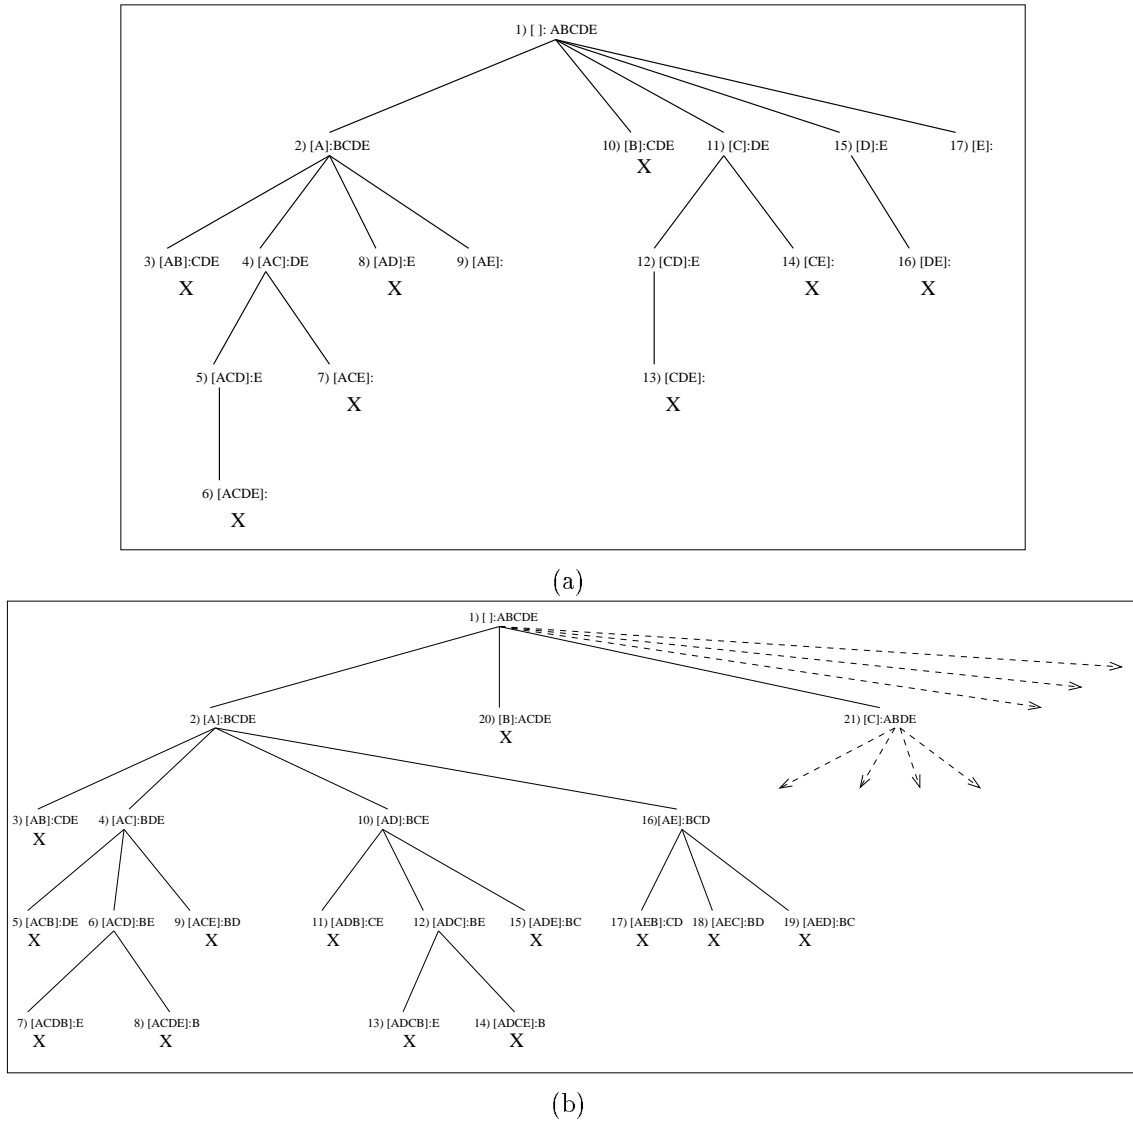 1) [ ]: ABCDE
2) [A]:BCDE 10) [B]:CDE 11) [C]:DE 15) [D]:E 17) [E]:
X
3) [AB]:CDE 4) [AC]:DE 8) [AD]:E 9) [AE]: 12) [CD]:E 14) [CE]: 16) [DE]:
X X X X
5) [ACD]:E 7) [ACE]: 13) [CDE]:
X X
6) [ACDE]:
X
(a)
1) [ ]:ABCDE
2) [A]:BCDE 20) [B]:ACDE 21) [C]:ABDE
X
3) [AB]:CDE 4) [AC]:BDE 10) [AD]:BCE 16)[AE]:BCD
X
5) [ACB]:DE 6) [ACD]:BE 9) [ACE]:BD 11) [ADB]:CE 12) [ADC]:BE 15) [ADE]:BC 17) [AEB]:CD 18) [AEC]:BD 19) [AED]:BC
X X X X X X X
7) [ACDB]:E 8) [ACDE]:B 13) [ADCB]:E 14) [ADCE]:B
X X X X
(b)